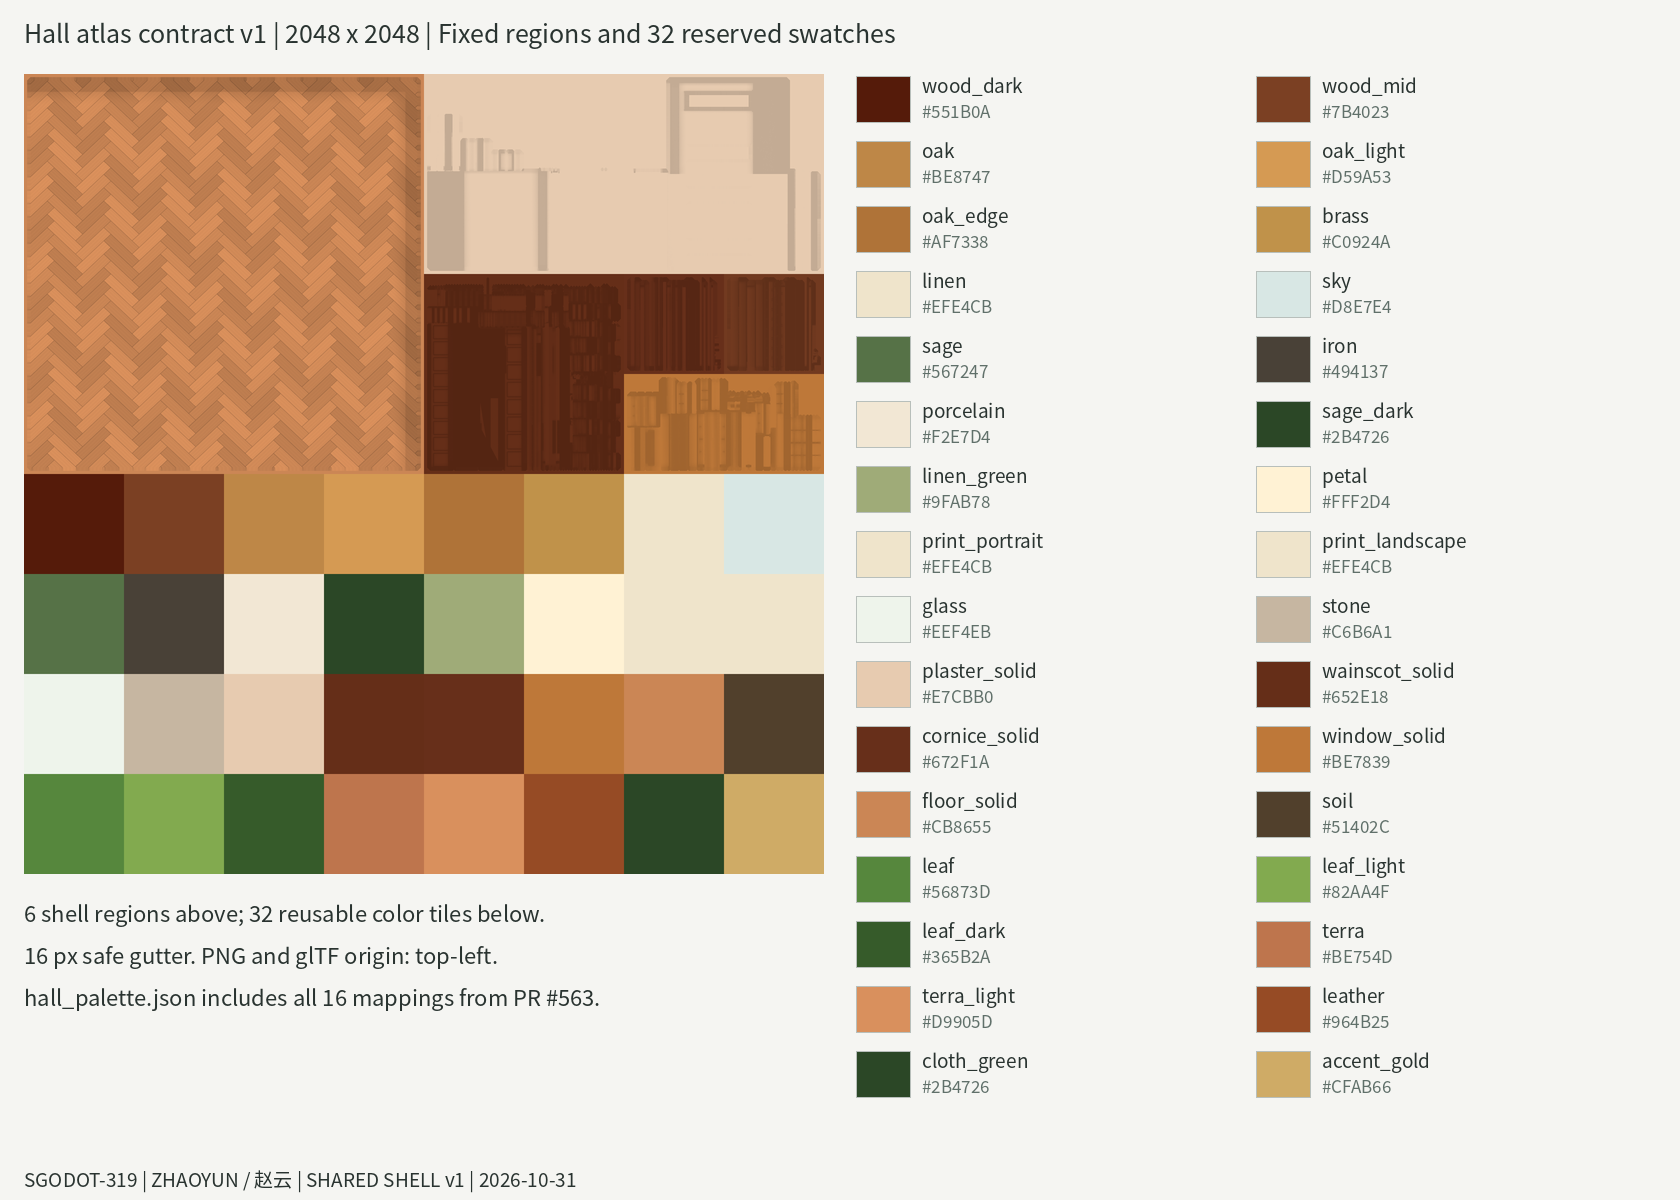 Hall atlas contract v1 | 2048 x 2048 | Fixed regions and 32 reserved swatches
wood_dark
#551B0A
wood_mid
#7B4023
oak
#BE8747
oak_light
#D59A53
oak_edge
#AF7338
brass
#C0924A
linen
#EFE4CB
sky
#D8E7E4
sage
#567247
iron
#494137
porcelain
#F2E7D4
sage_dark
#2B4726
linen_green
#9FAB78
petal
#FFF2D4
print_portrait
#EFE4CB
print_landscape
#EFE4CB
glass
#EEF4EB
stone
#C6B6A1
plaster_solid
#E7CBB0
wainscot_solid
#652E18
cornice_solid
#672F1A
window_solid
#BE7839
floor_solid
#CB8655
soil
#51402C
leaf
#56873D
leaf_light
#82AA4F
leaf_dark
#365B2A
terra
#BE754D
terra_light
#D9905D
leather
#964B25
cloth_green
#2B4726
accent_gold
#CFAB66
6 shell regions above; 32 reusable color tiles below.
16 px safe gutter. PNG and glTF origin: top-left.
hall_palette.json includes all 16 mappings from PR #563.
SGODOT-319 | ZHAOYUN / 赵云 | SHARED SHELL v1 | 2026-10-31